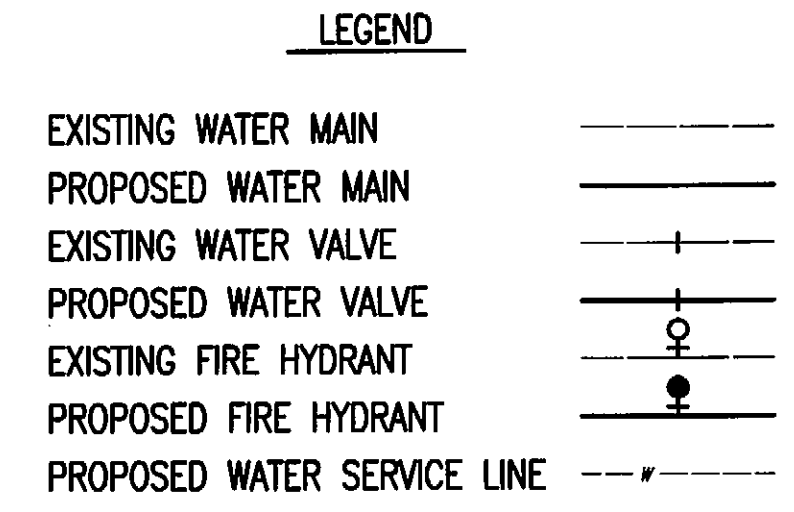 LEGEND
EXISTING WATER MAIN
PROPOSED WATER MAIN
EXISTING WATER VALVE
PROPOSED WATER VALVE
EXISTING FIRE HYDRANT
PROPOSED FIRE HYDRANT
PROPOSED WATER SERVICE LINE W